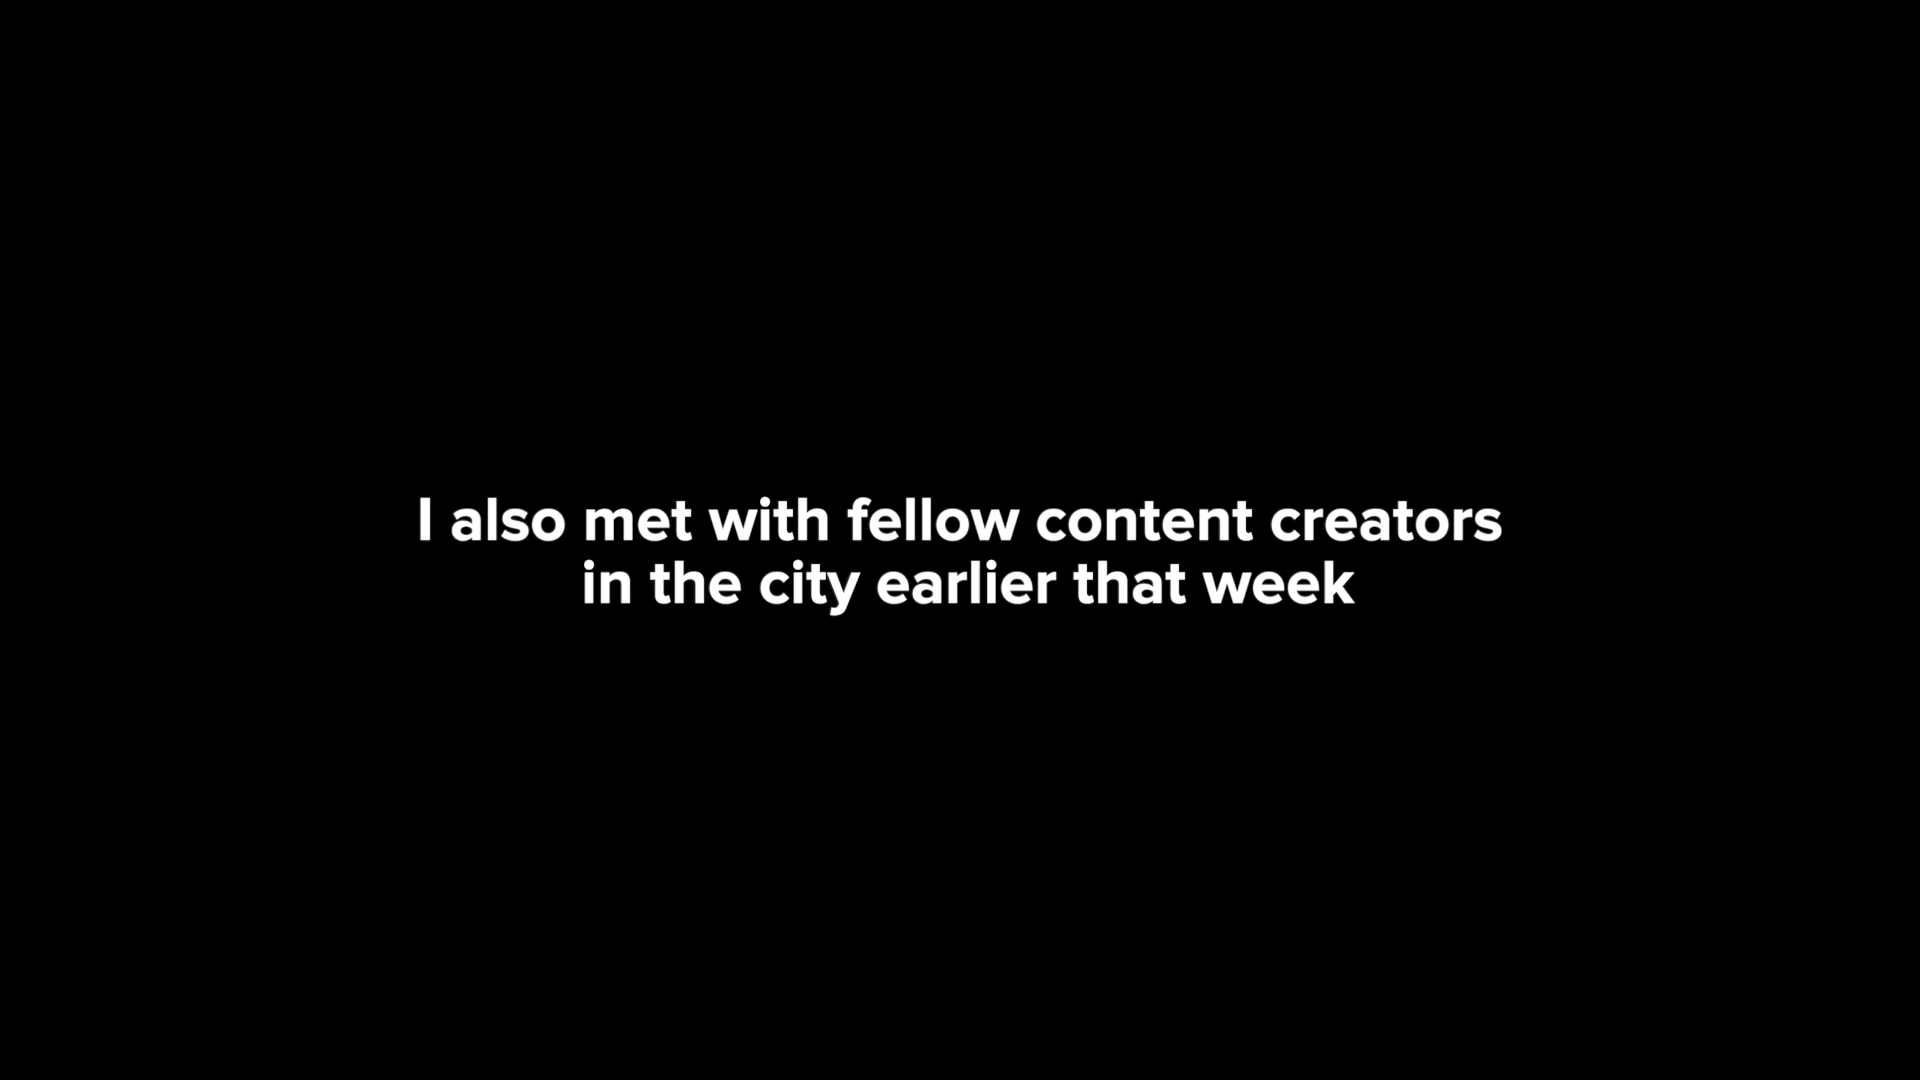 I also met with fellow content creators
in the city earlier that week